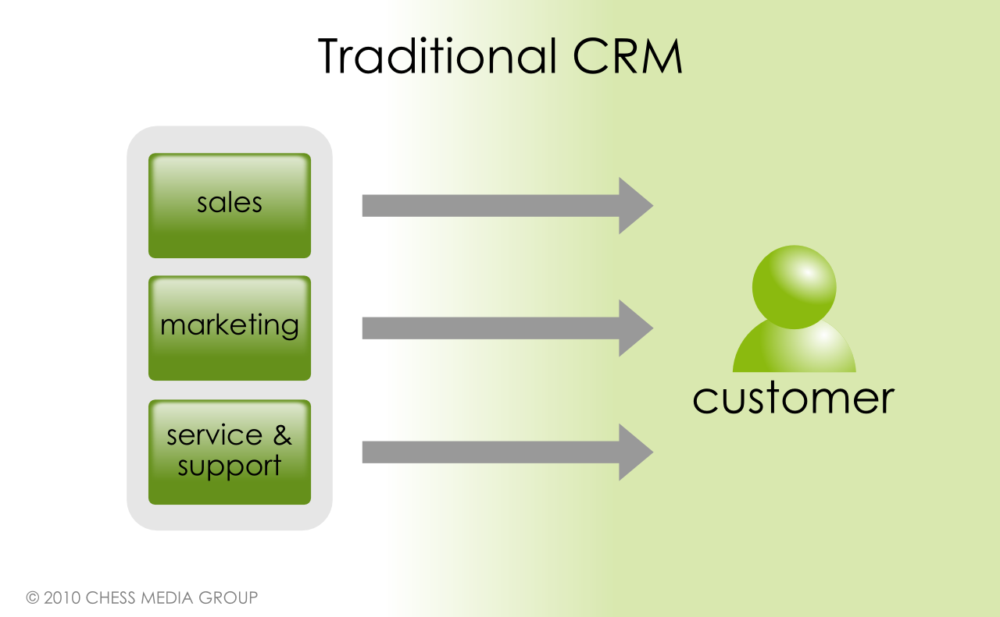 Traditional CRM
sales
marketing
service &
support
customer
© 2010 CHESS MEDIA GROUP